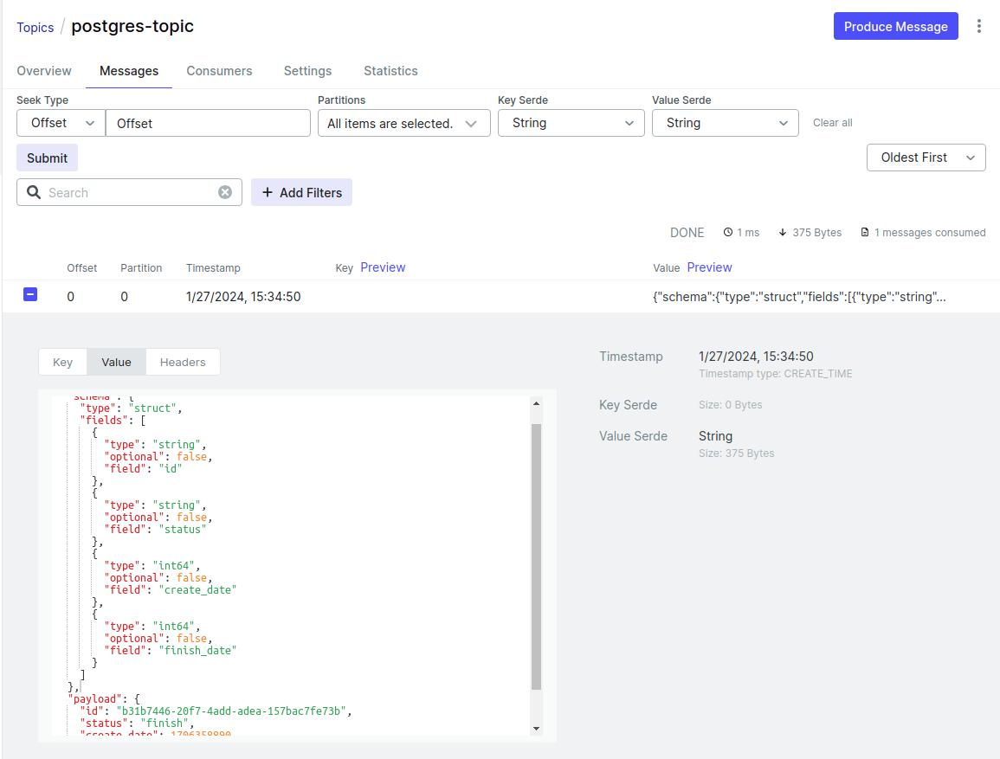 Topics / postgres-topic
Produce Message
Overview Messages Consumers Settings Statistics
Seek Type Partitions Key Serde Value Serde
Offset Offset All items are selected. String String Clear all
Submit Oldest First
Search + Add Filters
DONE 1 ms 375 Bytes 1 messages consumed
Offset Partition Timestamp Key Preview Value Preview
0 0 1/27/2024, 15:34:50 {"schema":{"type":"struct","fields":[{"type":"string"...
Key Value Headers
"schema": {
"type": "struct",
"fields": [
{
"type": "string",
"optional": false,
"field": "id"
},
{
"type": "string",
"optional": false,
"field": "status"
},
{
"type": "int64",
"optional": false,
"field": "create_date"
},
{
"type": "int64",
"optional": false,
"field": "finish_date"
}
]
},
"payload": {
"id": "b31b7446-20f7-4add-adea-157bac7fe73b",
"status": "finish",
"create_date": 1706358890
Timestamp 1/27/2024, 15:34:50
Timestamp type: CREATE_TIME
Key Serde Size: 0 Bytes
Value Serde String
Size: 375 Bytes